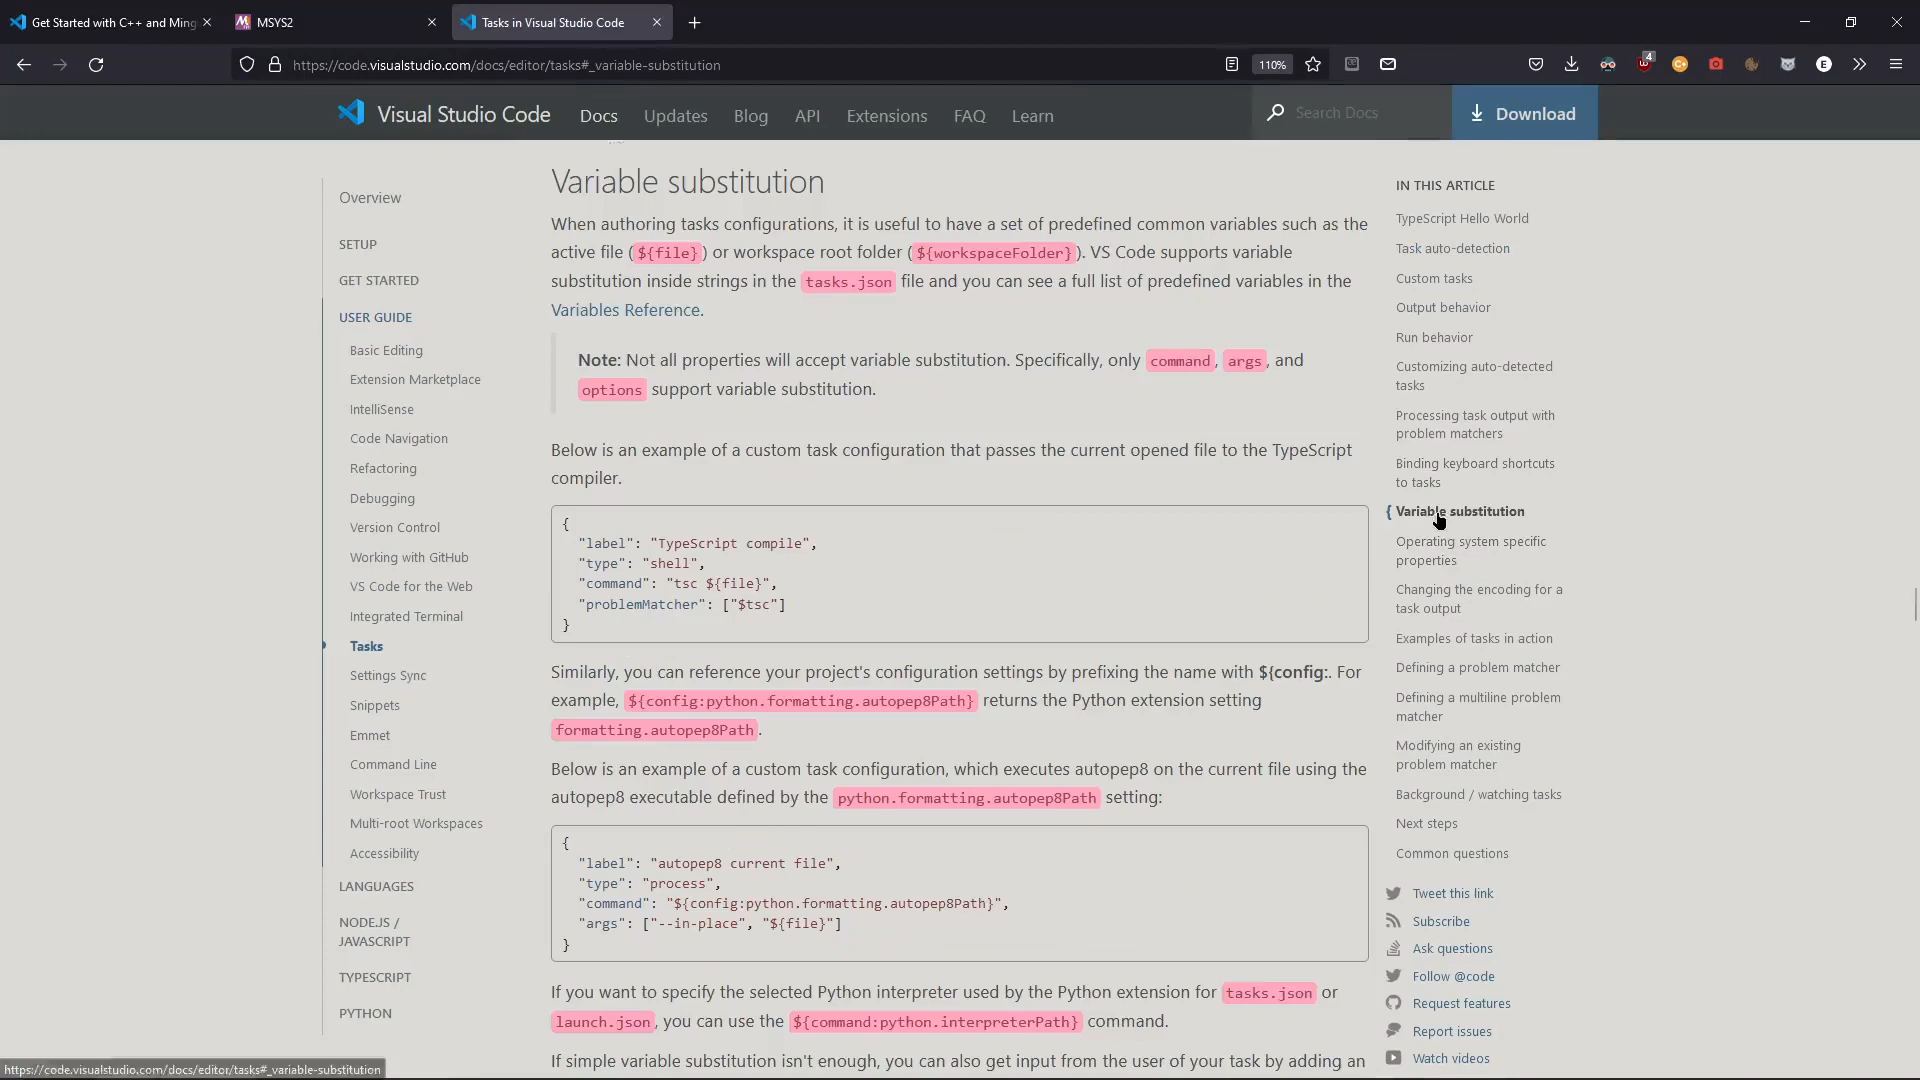 Get Started with C++ and Ming
MSYS2
Tasks in Visual Studio Code
https://code.visualstudio.com/docs/editor/tasks#_variable-substitution
110%
4
E
Visual Studio Code
Docs
Updates
Blog
API
Extensions
FAQ
Learn
Search Docs
Download
Overview
SETUP
GET STARTED
USER GUIDE
Basic Editing
Extension Marketplace
IntelliSense
Code Navigation
Refactoring
Debugging
Version Control
Working with GitHub
VS Code for the Web
Integrated Terminal
Tasks
Settings Sync
Snippets
Emmet
Command Line
Workspace Trust
Multi-root Workspaces
Accessibility
LANGUAGES
NODE.JS /
JAVASCRIPT
TYPESCRIPT
PYTHON
Variable substitution
When authoring tasks configurations, it is useful to have a set of predefined common variables such as the
active file (${file}) or workspace root folder (${workspaceFolder}). VS Code supports variable
substitution inside strings in the tasks.json file and you can see a full list of predefined variables in the
Variables Reference.
Note: Not all properties will accept variable substitution. Specifically, only command, args, and
options support variable substitution.
Below is an example of a custom task configuration that passes the current opened file to the TypeScript
compiler.
{
"label": "TypeScript compile",
"type": "shell",
"command": "tsc ${file}",
"problemMatcher": ["$tsc"]
}
Similarly, you can reference your project's configuration settings by prefixing the name with ${config:. For
example, ${config:python.formatting.autopep8Path} returns the Python extension setting
formatting.autopep8Path.
Below is an example of a custom task configuration, which executes autopep8 on the current file using the
autopep8 executable defined by the python.formatting.autopep8Path setting:
{
"label": "autopep8 current file",
"type": "process",
"command": "${config:python.formatting.autopep8Path}",
"args": ["--in-place", "${file}"]
}
If you want to specify the selected Python interpreter used by the Python extension for tasks.json or
launch.json, you can use the ${command:python.interpreterPath} command.
If simple variable substitution isn't enough, you can also get input from the user of your task by adding an
IN THIS ARTICLE
TypeScript Hello World
Task auto-detection
Custom tasks
Output behavior
Run behavior
Customizing auto-detected
tasks
Processing task output with
problem matchers
Binding keyboard shortcuts
to tasks
{ Variable substitution
Operating system specific
properties
Changing the encoding for a
task output
Examples of tasks in action
Defining a problem matcher
Defining a multiline problem
matcher
Modifying an existing
problem matcher
Background / watching tasks
Next steps
Common questions
Tweet this link
Subscribe
Ask questions
Follow @code
Request features
Report issues
Watch videos
https://code.visualstudio.com/docs/editor/tasks#_variable-substitution